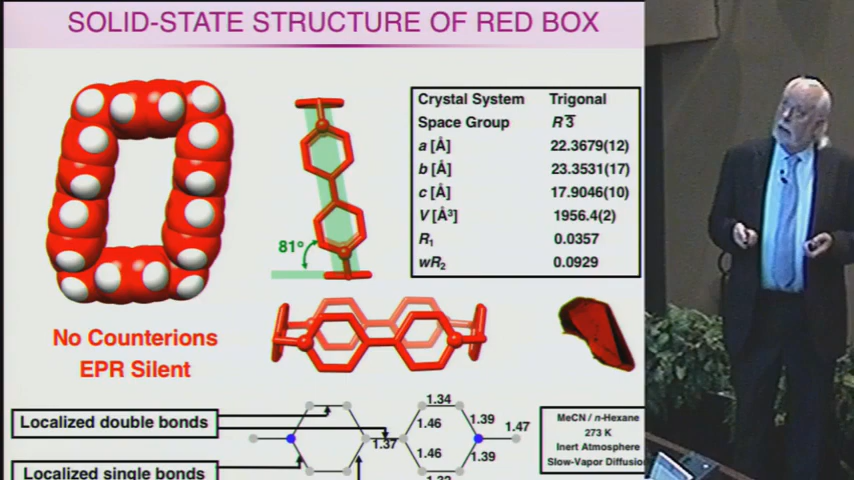 SOLID-STATE STRUCTURE OF RED BOX
Crystal System Trigonal
Space Group R3̅
a [Å] 22.3679(12)
b [Å] 23.3531(17)
c [Å] 17.9046(10)
V [Å³] 1956.4(2)
R₁ 0.0357
wR₂ 0.0929
81º
No Counterions
EPR Silent
Localized double bonds
Localized single bonds
1.34
1.39
1.47
1.46
1.37
1.46
1.39
MeCN / n-Hexane
273 K
Inert Atmosphere
Slow-Vapor Diffusion